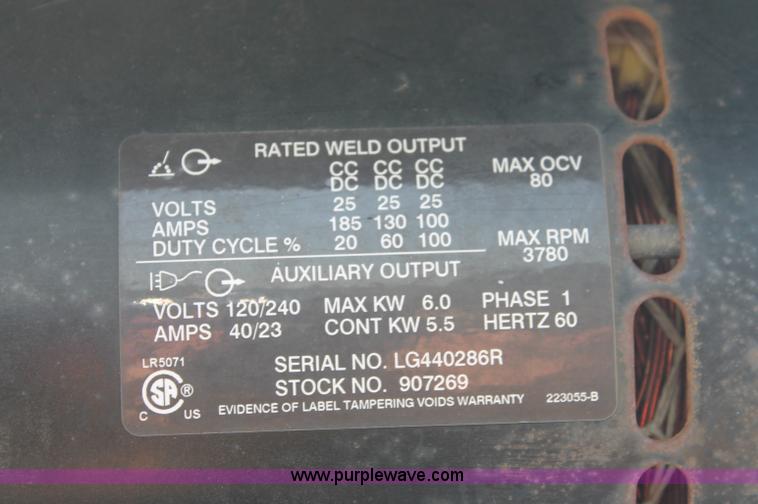 RATED WELD OUTPUT
CC CC CC
DC DC DC
MAX OCV
80
VOLTS 25 25 25
AMPS 185 130 100
DUTY CYCLE % 20 60 100
MAX RPM
3780
AUXILIARY OUTPUT
VOLTS 120/240 MAX KW 6.0 PHASE 1
AMPS 40/23 CONT KW 5.5 HERTZ 60
LR5071
SERIAL NO. LG440286R
STOCK NO. 907269
SA ®
C US
EVIDENCE OF LABEL TAMPERING VOIDS WARRANTY 223055-B
www.purplewave.com